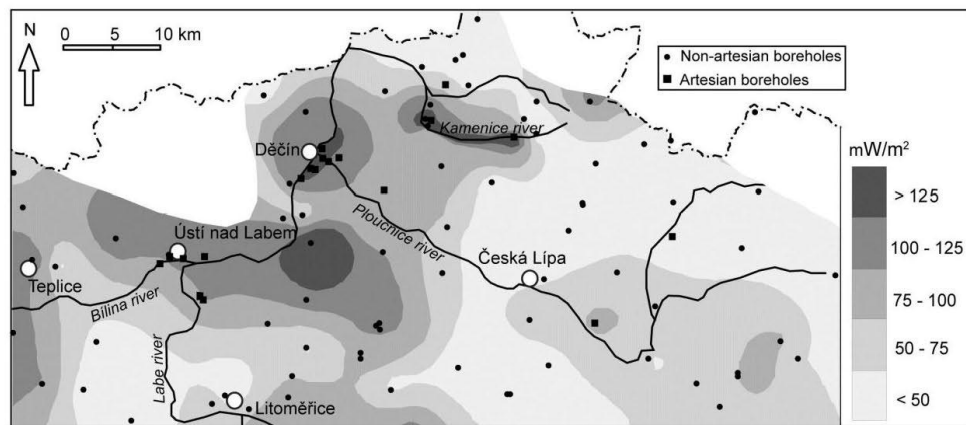 N
0 5 10 km
Non-artesian boreholes
Artesian boreholes
Kamenice river
Děčín
mW/m²
> 125
Ploucnice river
100 - 125
Ústí nad Labem
Česká Lípa
75 - 100
Teplice
Bílina river
50 - 75
Labe river
Litoměřice
< 50